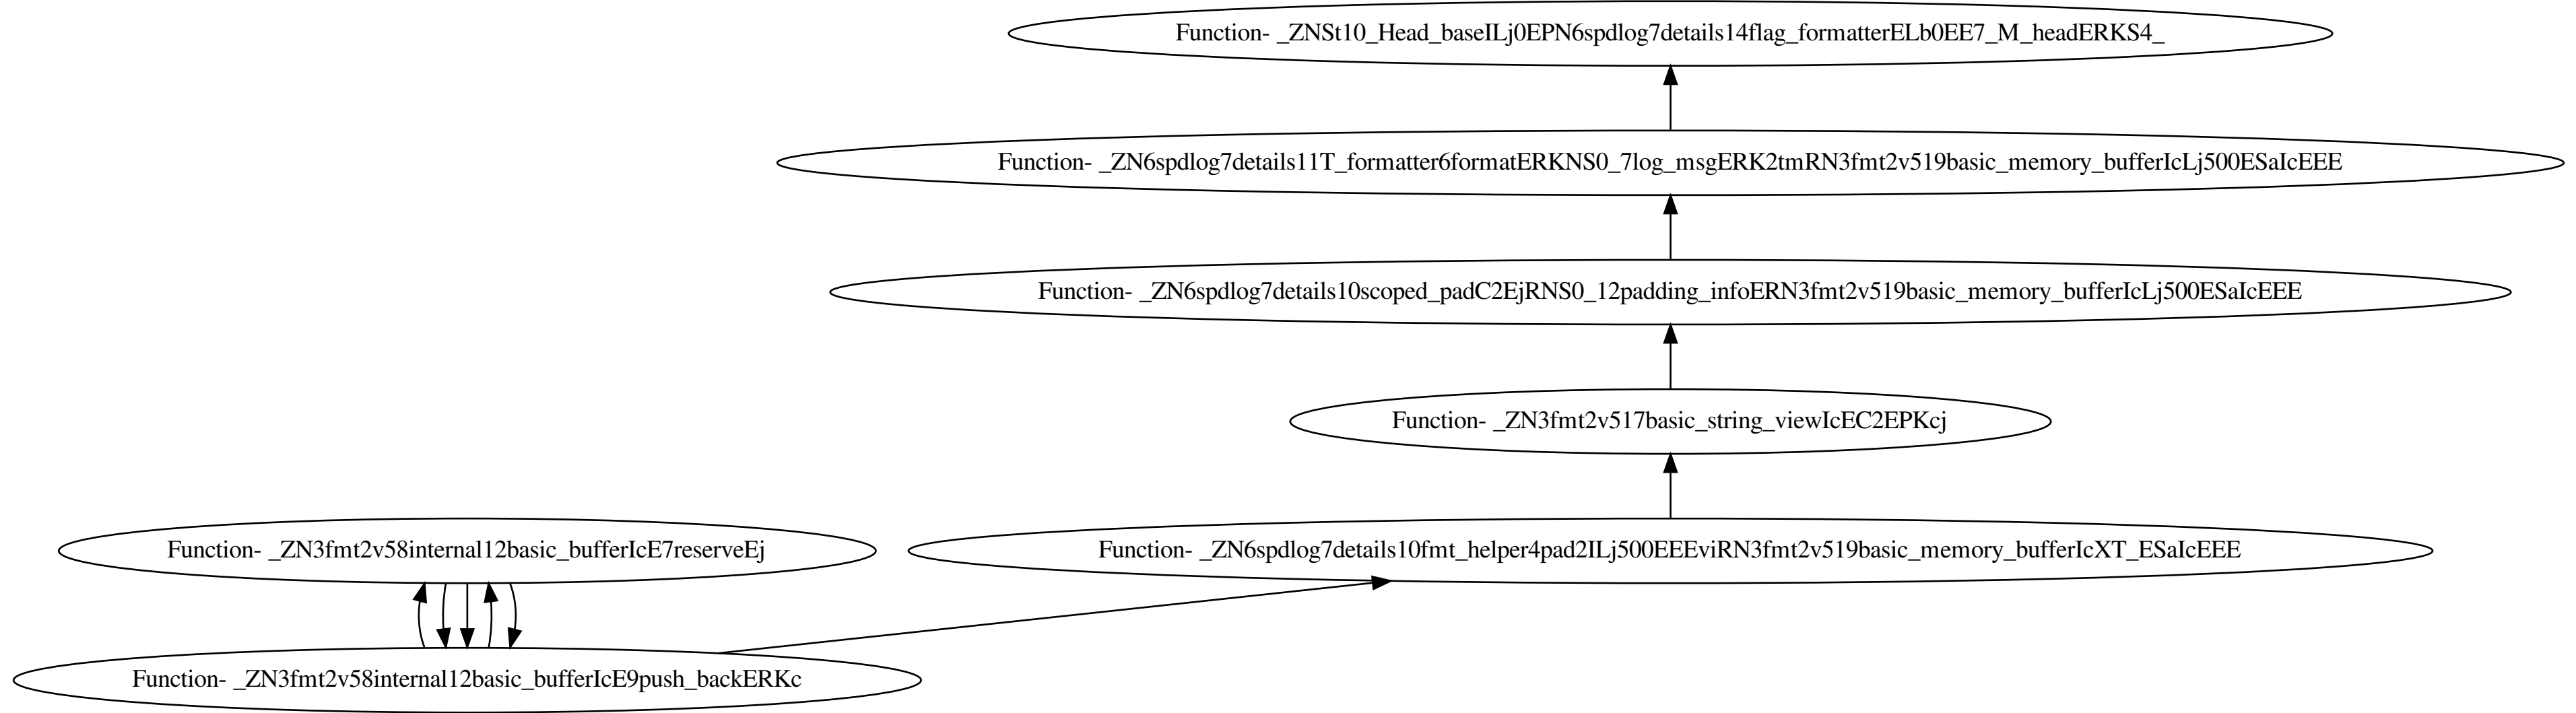 Function- _ZNSt10_Head_baseILj0EPN6spdlog7details14flag_formatterELb0EE7_M_headERKS4_
Function- _ZN6spdlog7details11T_formatter6formatERKNS0_7log_msgERK2tmRN3fmt2v519basic_memory_bufferIcLj500ESaIcEEE
Function- _ZN6spdlog7details10scoped_padC2EjRNS0_12padding_infoERN3fmt2v519basic_memory_bufferIcLj500ESaIcEEE
Function- _ZN3fmt2v517basic_string_viewIcEC2EPKcj
Function- _ZN3fmt2v58internal12basic_bufferIcE7reserveEj
Function- _ZN6spdlog7details10fmt_helper4pad2ILj500EEEviRN3fmt2v519basic_memory_bufferIcXT_ESaIcEEE
Function- _ZN3fmt2v58internal12basic_bufferIcE9push_backERKc